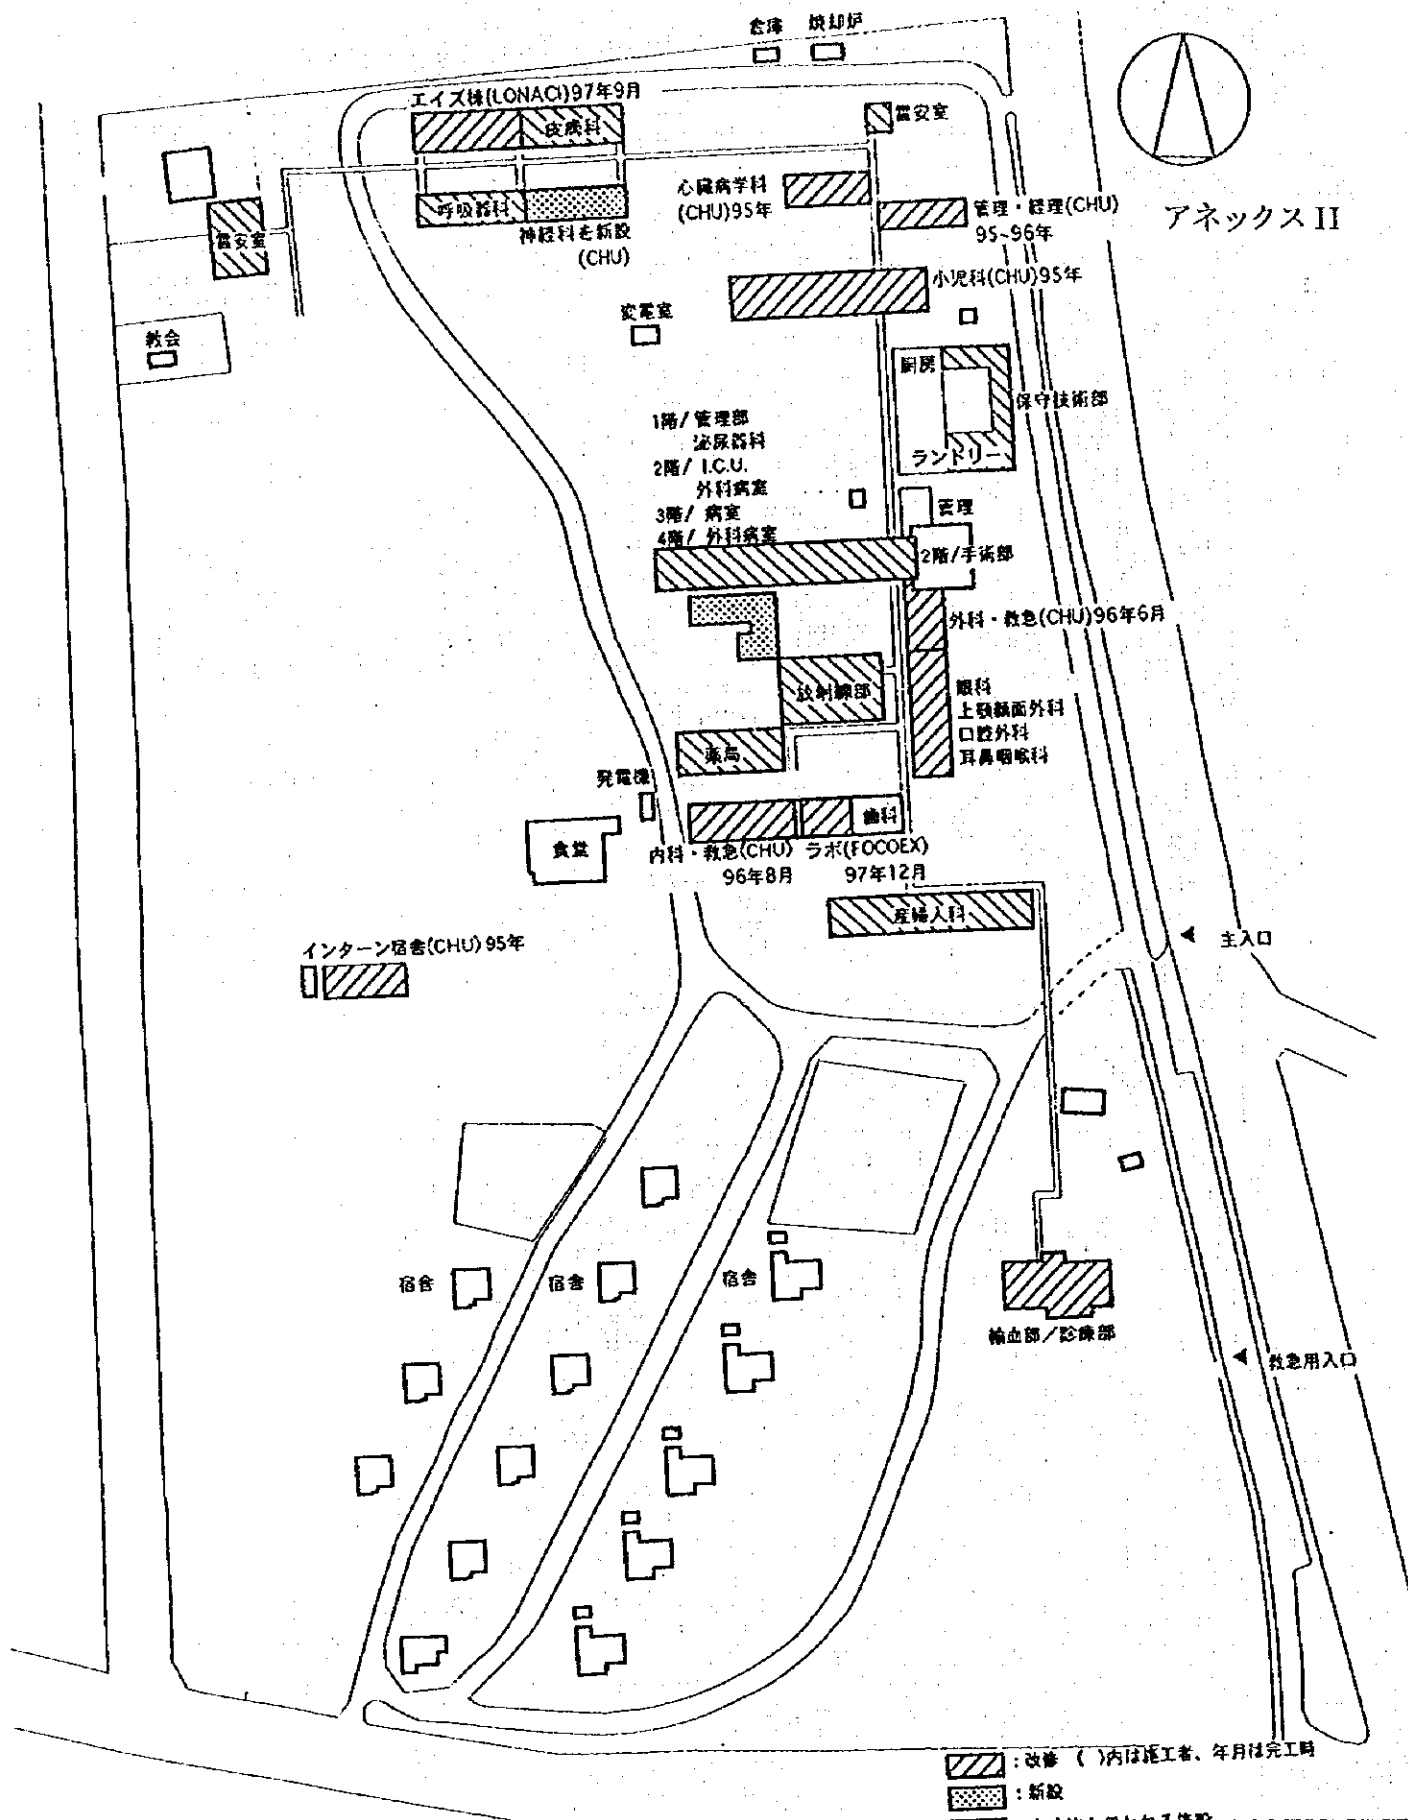 倉庫 焼却炉
エイズ棟(LONACI)97年9月
皮膚科
霊安室
心臓病学科
(CHU)95年
呼吸器科
管理・経理(CHU)
95~96年
アネックス II
霊安室
神経科を新設
(CHU)
小児科(CHU)95年
変電室
教会
厨房
保守技術部
1階/ 管理部
泌尿器科
2階/ I.C.U.
外科病室
3階/ 病室
4階/ 外科病室
ランドリー
管理
2階/手術部
外科・救急(CHU)96年6月
放射線部
眼科
上顎顔面外科
口腔外科
耳鼻咽喉科
薬局
発電機
歯科
食堂
内科・救急(CHU) ラボ(FOCOEX)
96年8月 97年12月
産婦人科
インターン宿舎(CHU)95年
主入口
宿舎 宿舎 宿舎
輸血部/診療部
救急用入口
:改修 ( )内は施工者、年月は完工時
:新設